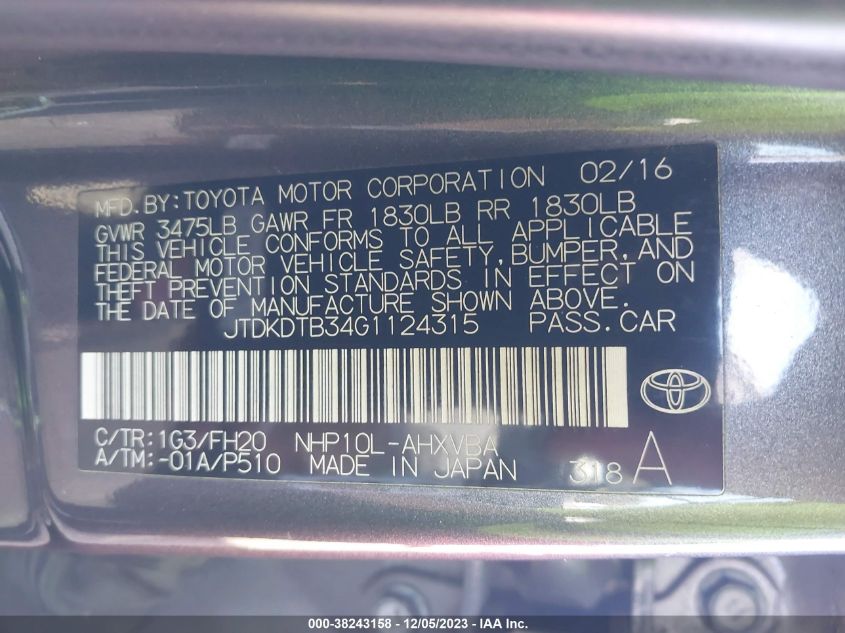 MFD. BY: TOYOTA MOTOR CORPORATION 02/16
GVWR 3475LB GAWR FR 1830LB RR 1830LB
THIS VEHICLE CONFORMS TO ALL APPLICABLE
FEDERAL MOTOR VEHICLE SAFETY, BUMPER, AND
THEFT PREVENTION STANDARDS IN EFFECT ON
THE DATE OF MANUFACTURE SHOWN ABOVE.
JTDKDTB34G1124315 PASS. CAR
C/TR: 1G3/FH20 NHP10L-AHXVBA
A/TM: -01A/P510 MADE IN JAPAN 318 A
000-38243158 - 12/05/2023 - IAA Inc.